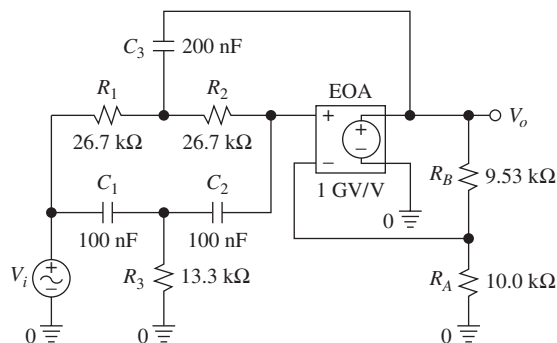 C3 200 nF
R1 R2 EOA
+ + Vo
26.7 kΩ 26.7 kΩ − −
C1 C2 1 GV/V RB 9.53 kΩ
0
100 nF 100 nF
+
Vi R3 13.3 kΩ RA 10.0 kΩ
−
0 0 0